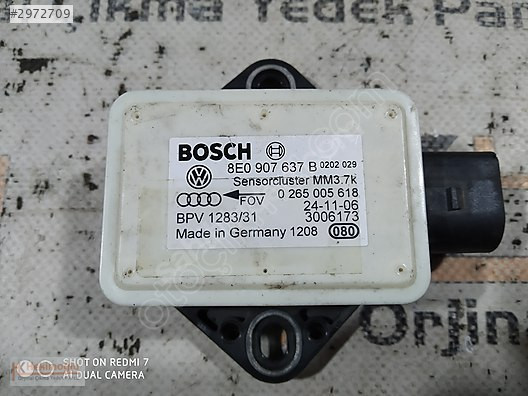 #2972709
BOSCH
8E0 907 637 B 0202 029
Sensorcluster MM3.7k
FOV 0 265 005 618
BPV 1283/31 24-11-06
3006173
Made in Germany 1208 080
Orjin
SHOT ON REDMI 7
AI DUAL CAMERA